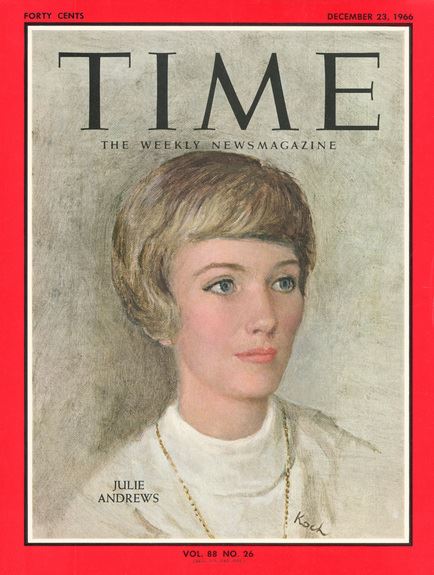 FORTY CENTS
DECEMBER 23, 1966
TIME
THE WEEKLY NEWSMAGAZINE
JULIE
ANDREWS
Koch
VOL. 88 NO. 26